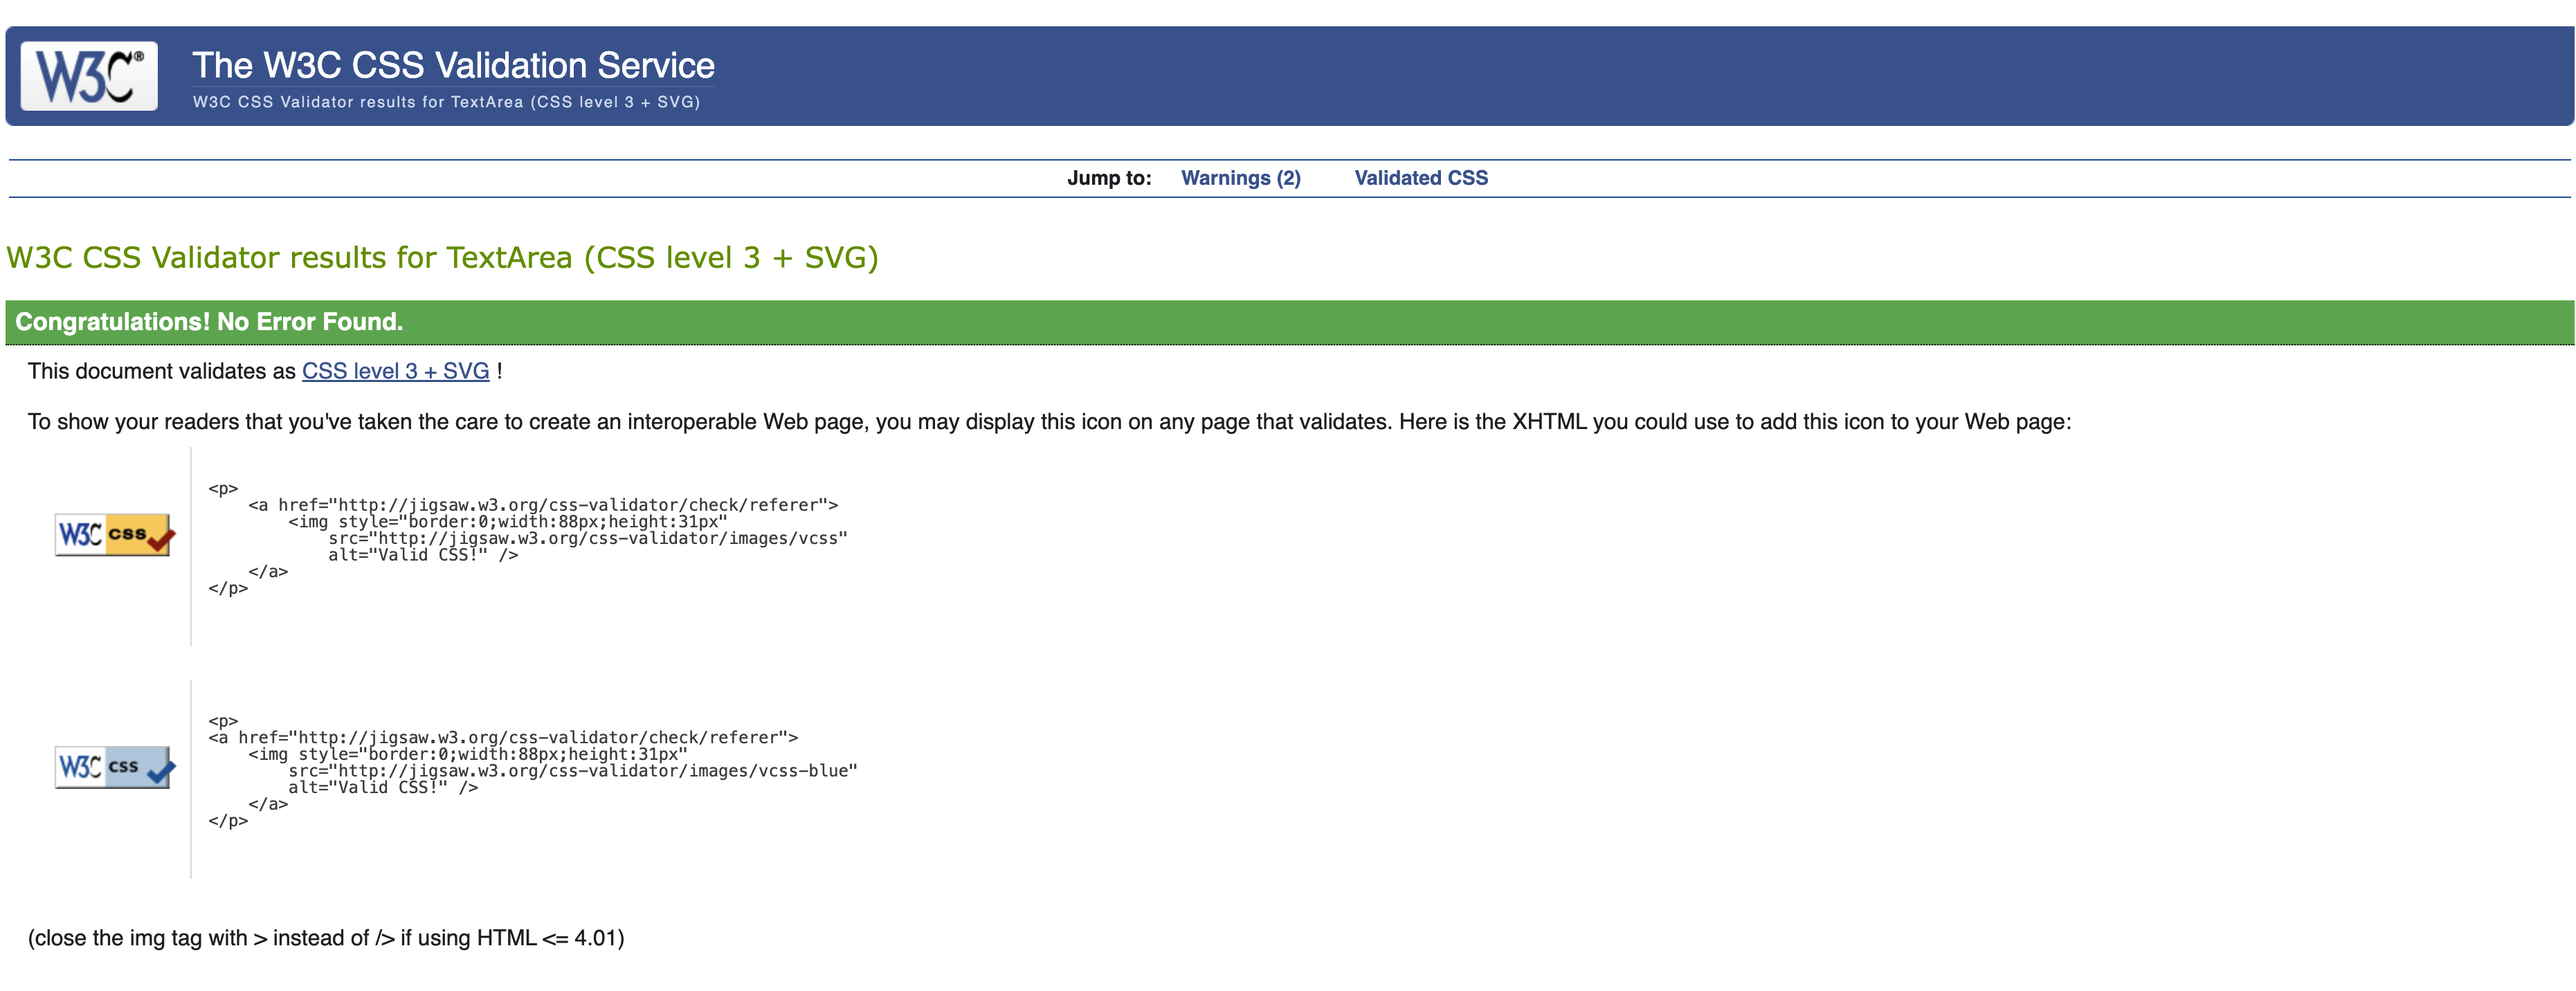 W3C®
The W3C CSS Validation Service
W3C CSS Validator results for TextArea (CSS level 3 + SVG)
Jump to: Warnings (2) Validated CSS
W3C CSS Validator results for TextArea (CSS level 3 + SVG)
Congratulations! No Error Found.
This document validates as CSS level 3 + SVG !
To show your readers that you've taken the care to create an interoperable Web page, you may display this icon on any page that validates. Here is the XHTML you could use to add this icon to your Web page:
W3C css
<p>
    <a href="http://jigsaw.w3.org/css-validator/check/referer">
        <img style="border:0;width:88px;height:31px"
            src="http://jigsaw.w3.org/css-validator/images/vcss"
            alt="Valid CSS!" />
    </a>
</p>
W3C css
<p>
<a href="http://jigsaw.w3.org/css-validator/check/referer">
    <img style="border:0;width:88px;height:31px"
        src="http://jigsaw.w3.org/css-validator/images/vcss-blue"
        alt="Valid CSS!" />
    </a>
</p>
(close the img tag with > instead of /> if using HTML <= 4.01)